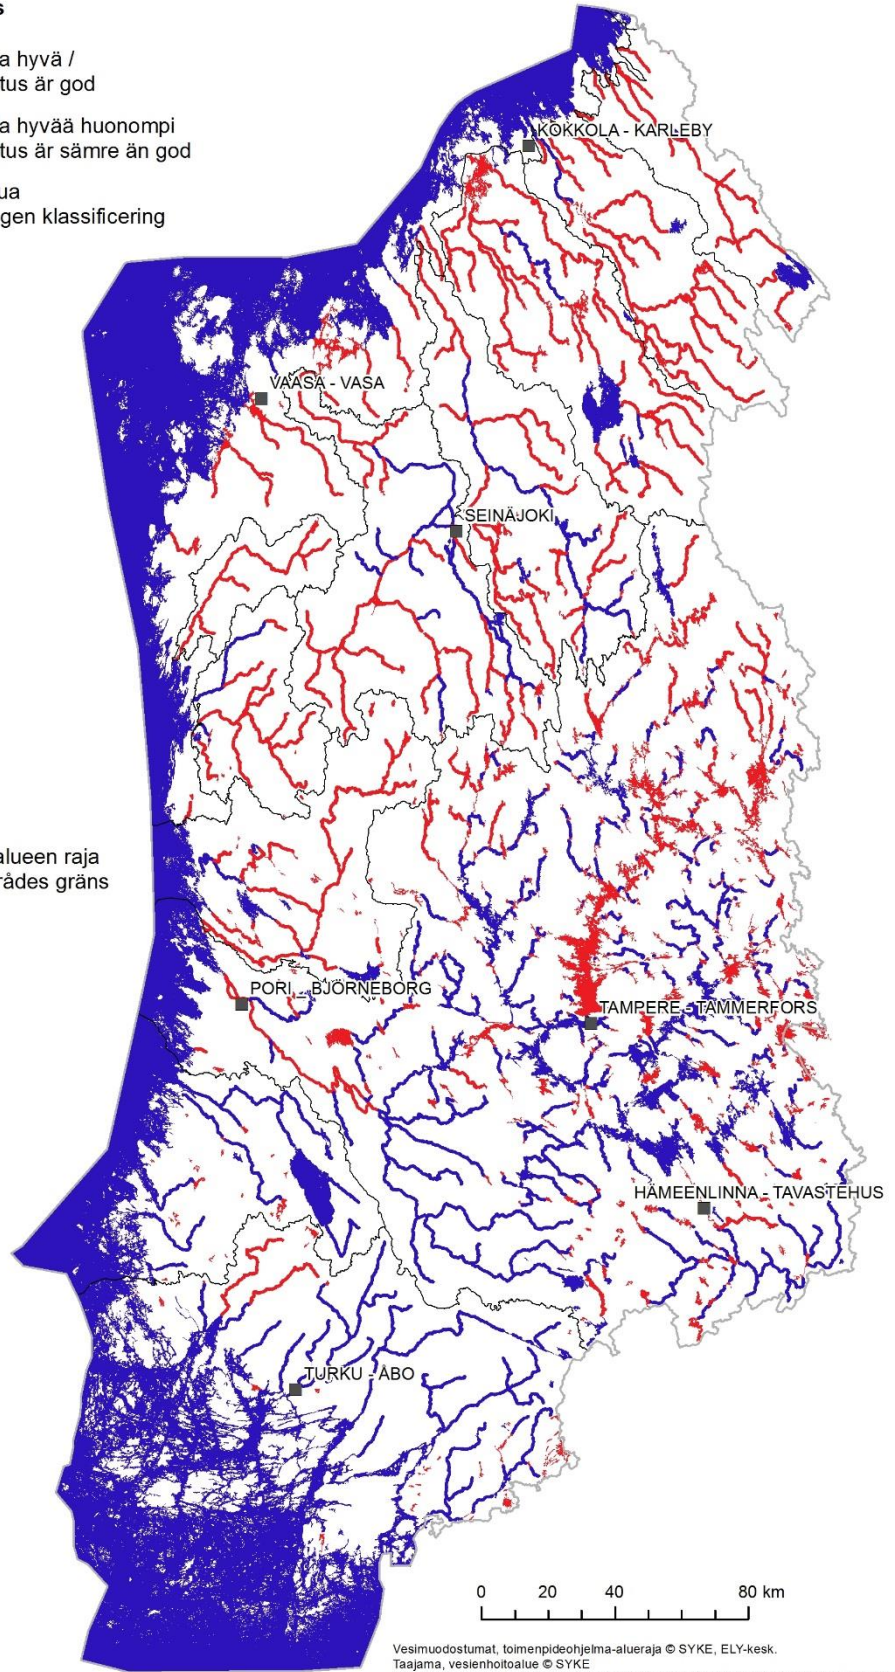 s
a hyvä /
tus är god
a hyvää huonompi
tus är sämre än god
ua
gen klassificering
KOKKOLA - KARLEBY
VAASA - VASA
SEINÄJOKI
alueen raja
rådes gräns
PORI _ BJÖRNEBORG
TAMPERE - TAMMERFORS
HÄMEENLINNA - TAVASTEHUS
TURKU - ÅBO
0 20 40 80 km
Vesimuodostumat, toimenpideohjelma-alueraja © SYKE, ELY-kesk.
Taajama, vesienhoitoalue © SYKE